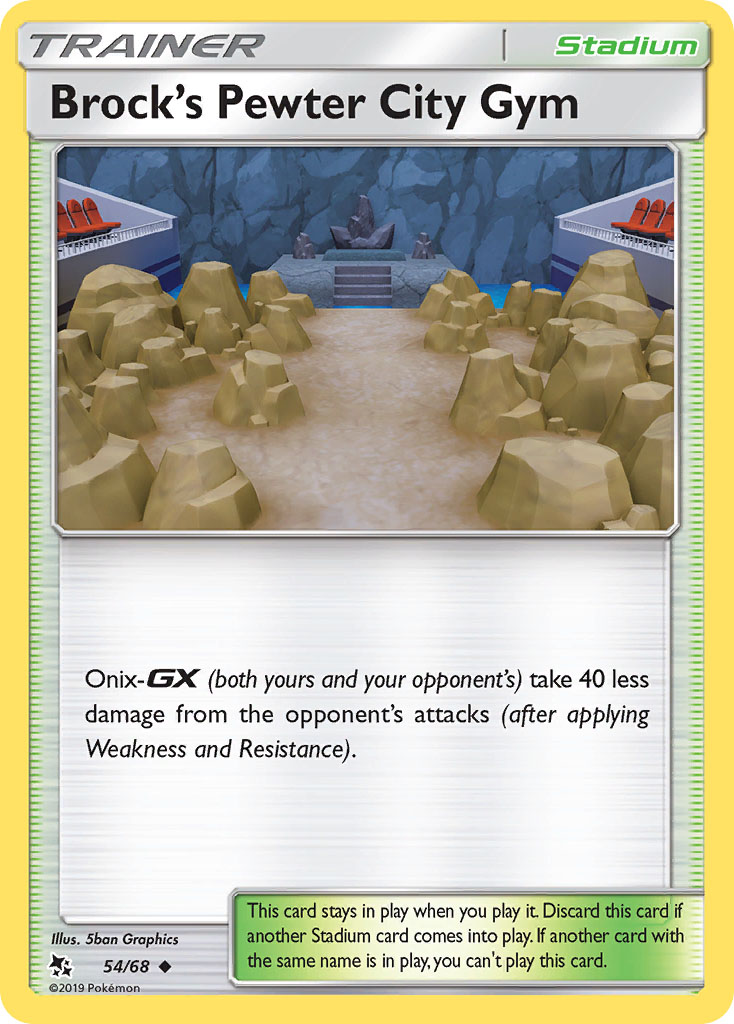 TRAINER
Stadium
Brock's Pewter City Gym
Onix-GX (both yours and your opponent's) take 40 less
damage from the opponent's attacks (after applying
Weakness and Resistance).
This card stays in play when you play it. Discard this card if
another Stadium card comes into play. If another card with
the same name is in play, you can't play this card.
Illus. 5ban Graphics
54/68 ◆
©2019 Pokémon